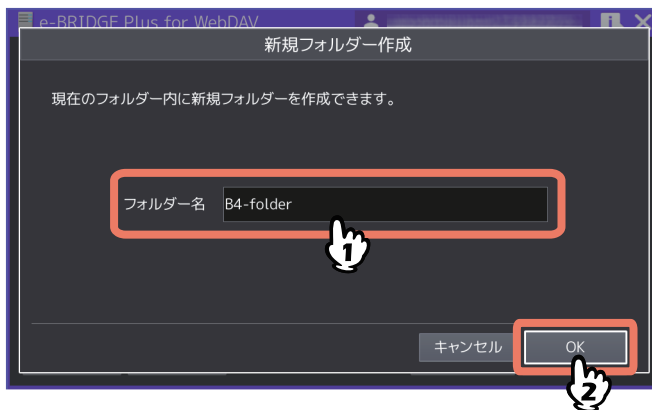 e-BRIDGE Plus for WebDAV
新規フォルダー作成
現在のフォルダー内に新規フォルダーを作成できます。
フォルダー名 B4-folder
1
キャンセル OK
2